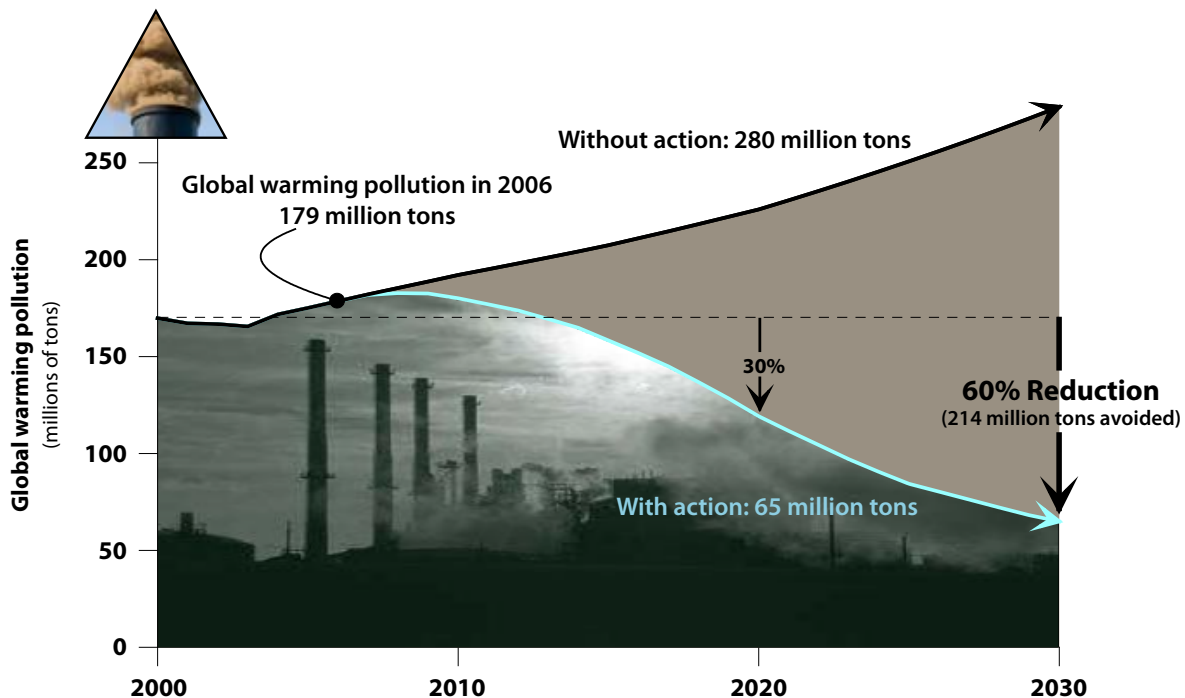 Without action: 280 million tons
Global warming pollution in 2006
179 million tons
Global warming pollution
(millions of tons)
250
200
150
100
50
0
30%
60% Reduction
(214 million tons avoided)
With action: 65 million tons
2000
2010
2020
2030